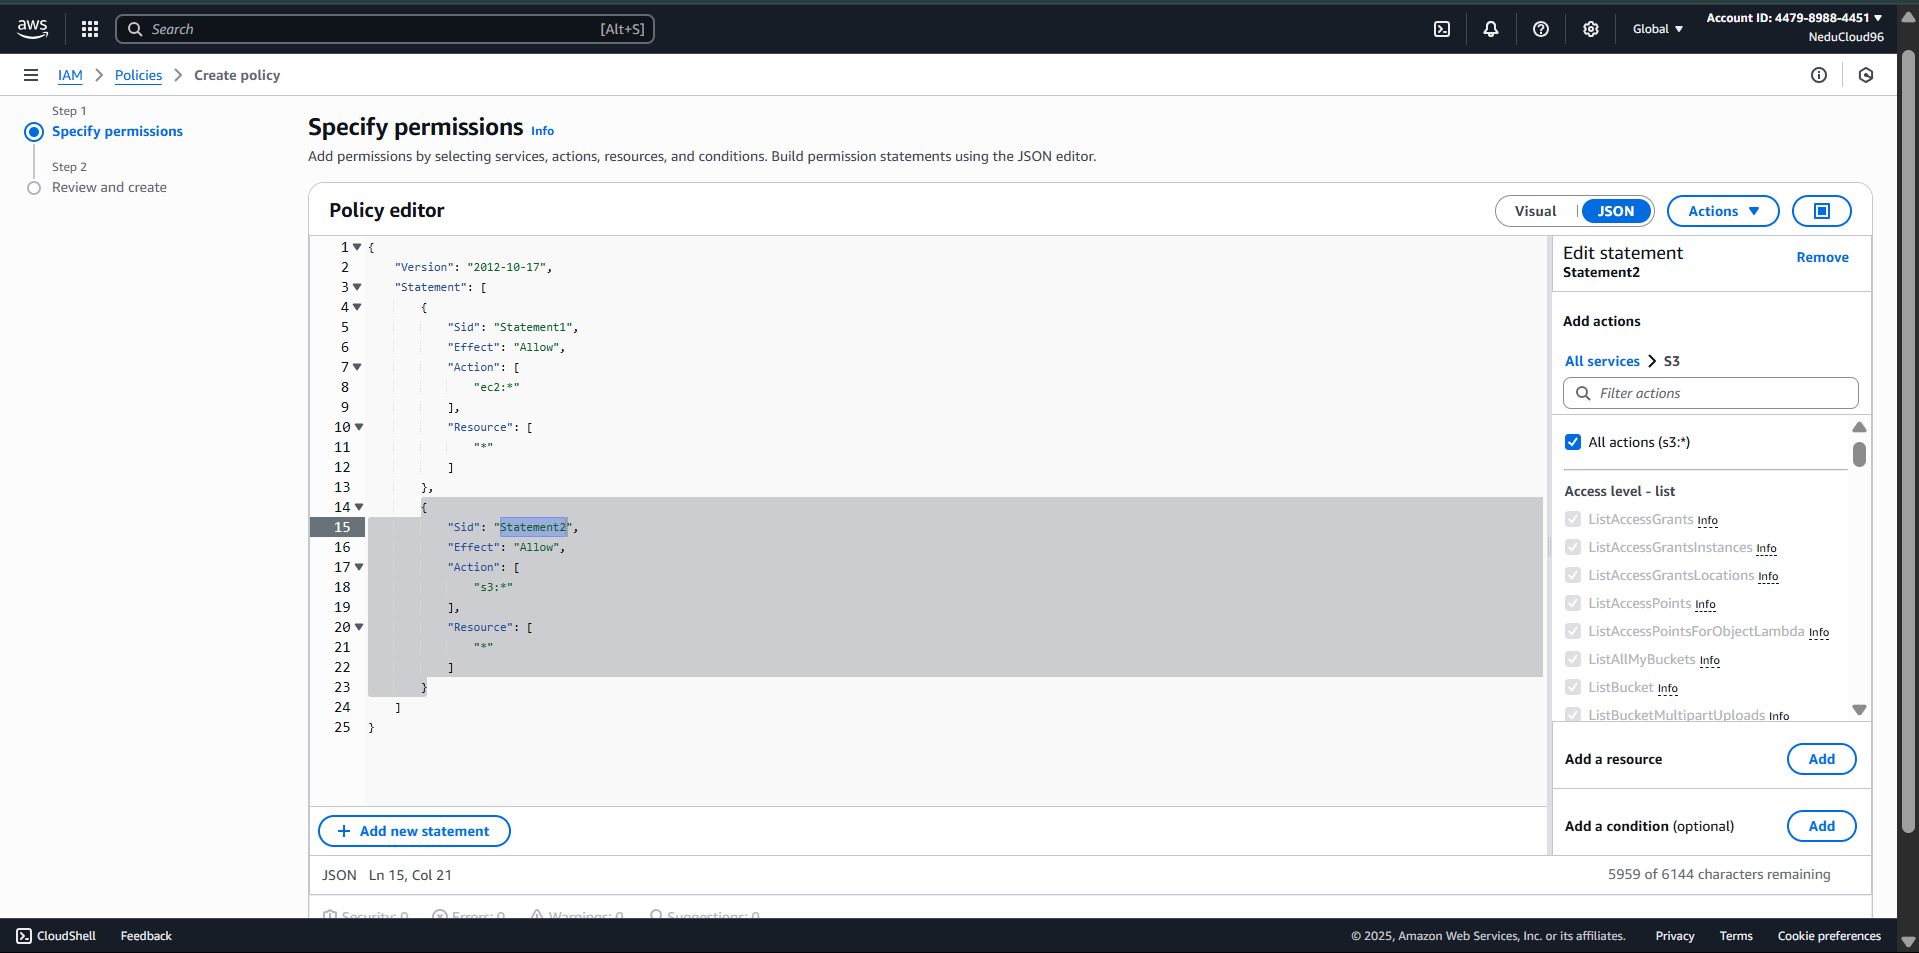 aws
Search [Alt+S]
Global
Account ID: 4479-8988-4451
NeduCloud96
IAM > Policies > Create policy
Step 1
Specify permissions
Step 2
Review and create
Specify permissions Info
Add permissions by selecting services, actions, resources, and conditions. Build permission statements using the JSON editor.
Policy editor
Visual JSON Actions
1 {
2 "Version": "2012-10-17",
3 "Statement": [
4 {
5 "Sid": "Statement1",
6 "Effect": "Allow",
7 "Action": [
8 "ec2:*"
9 ],
10 "Resource": [
11 "*"
12 ]
13 },
14 {
15 "Sid": "Statement2",
16 "Effect": "Allow",
17 "Action": [
18 "s3:*"
19 ],
20 "Resource": [
21 "*"
22 ]
23 }
24 ]
25 }
Edit statement
Statement2
Remove
Add actions
All services > S3
Filter actions
All actions (s3:*)
Access level - list
ListAccessGrants Info
ListAccessGrantsInstances Info
ListAccessGrantsLocations Info
ListAccessPoints Info
ListAccessPointsForObjectLambda Info
ListAllMyBuckets Info
ListBucket Info
ListBucketMultipartUploads Info
Add a resource Add
Add a condition (optional) Add
+ Add new statement
JSON Ln 15, Col 21
5959 of 6144 characters remaining
Security: 0 Errors: 0 Warnings: 0 Suggestions: 0
CloudShell Feedback
© 2025, Amazon Web Services, Inc. or its affiliates. Privacy Terms Cookie preferences